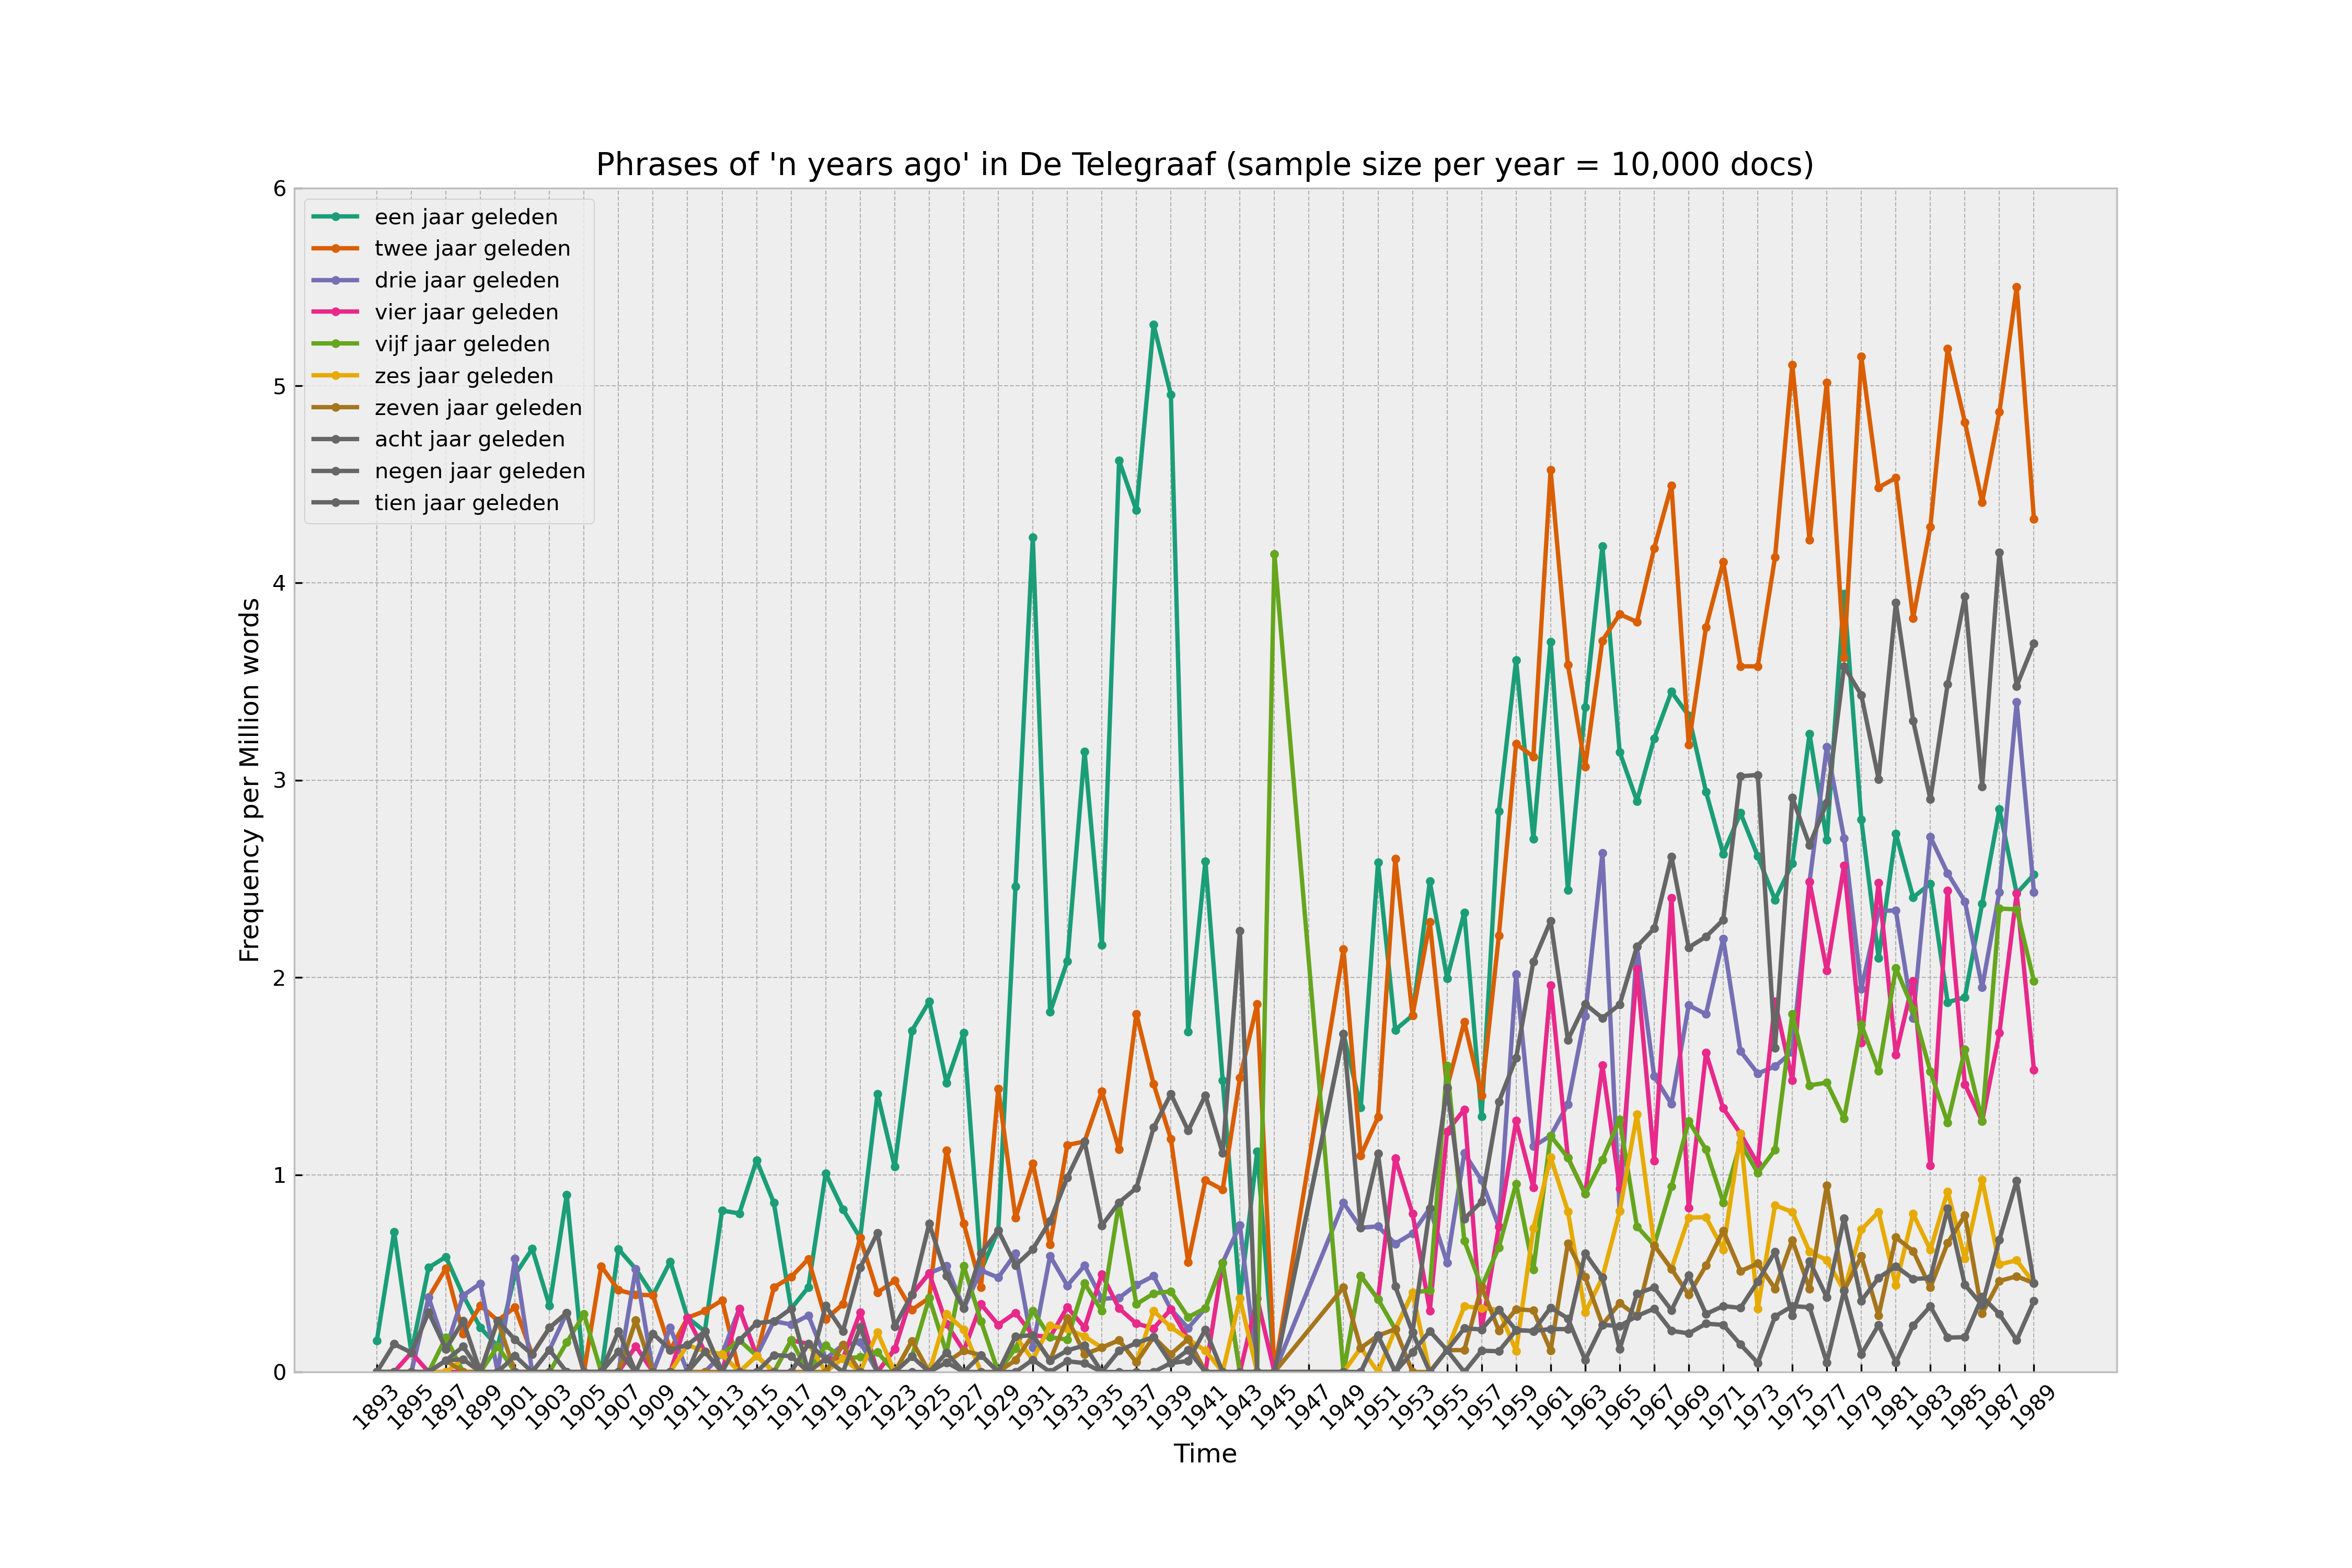 Phrases of 'n years ago' in De Telegraaf (sample size per year = 10,000 docs)
een jaar geleden
twee jaar geleden
drie jaar geleden
vier jaar geleden
vijf jaar geleden
zes jaar geleden
zeven jaar geleden
acht jaar geleden
negen jaar geleden
tien jaar geleden
Frequency per Million words
6
5
4
3
2
1
0
1893 1895 1897 1899 1901 1903 1905 1907 1909 1911 1913 1915 1917 1919 1921 1923 1925 1927 1929 1931 1933 1935 1937 1939 1941 1943 1945 1947 1949 1951 1953 1955 1957 1959 1961 1963 1965 1967 1969 1971 1973 1975 1977 1979 1981 1983 1985 1987 1989
Time